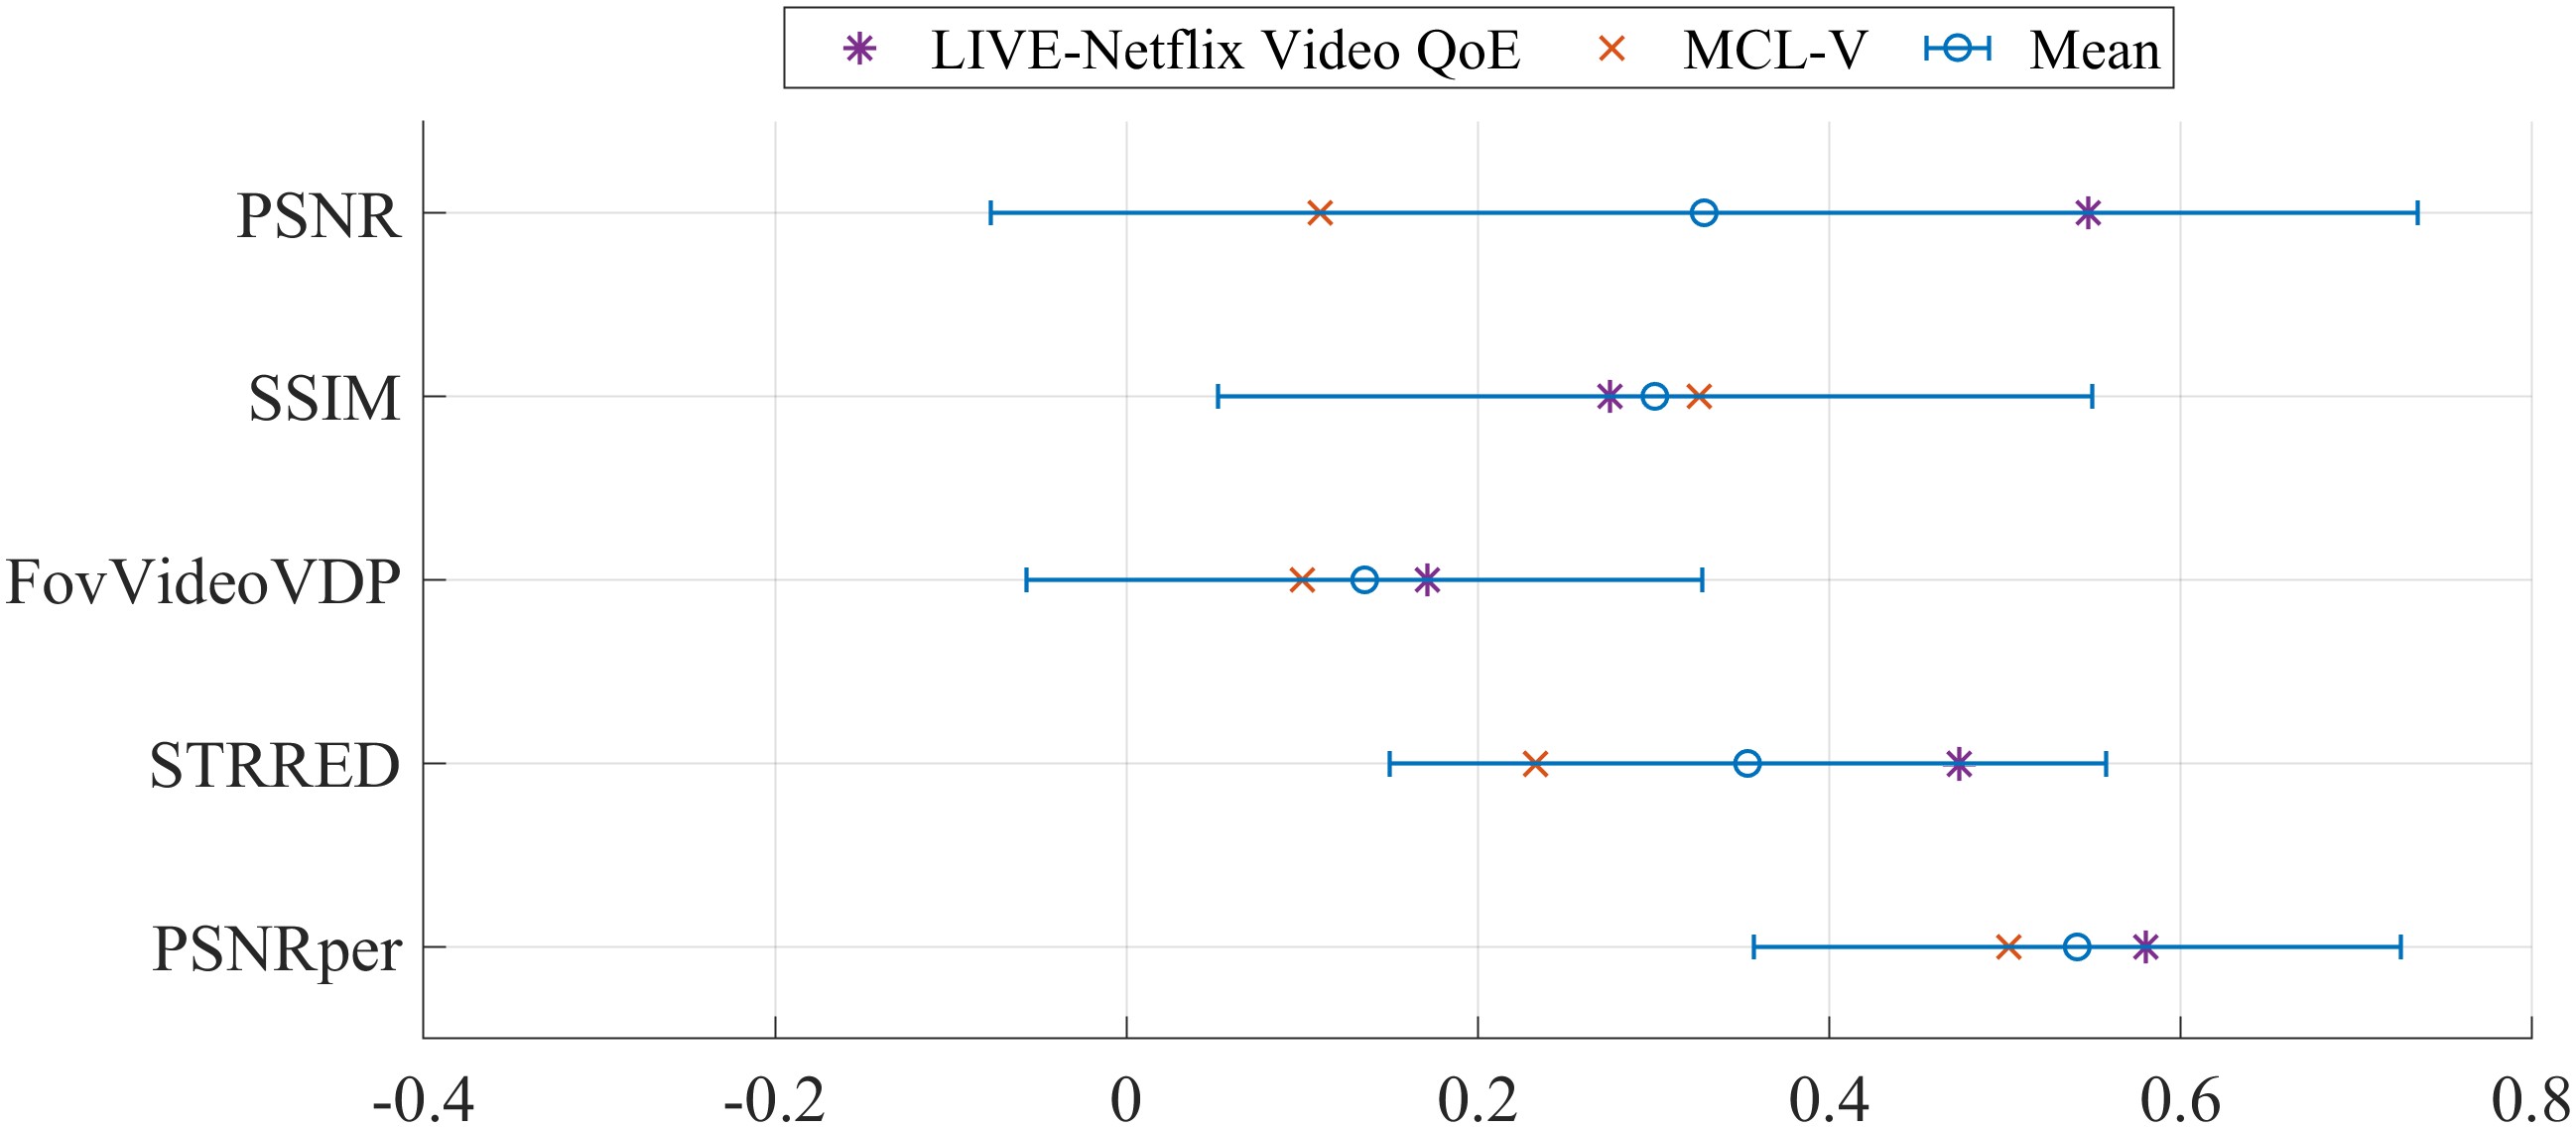 LIVE-Netflix Video QoE MCL-V Mean
PSNR
SSIM
FovVideoVDP
STRRED
PSNRper
-0.4 -0.2 0 0.2 0.4 0.6 0.8